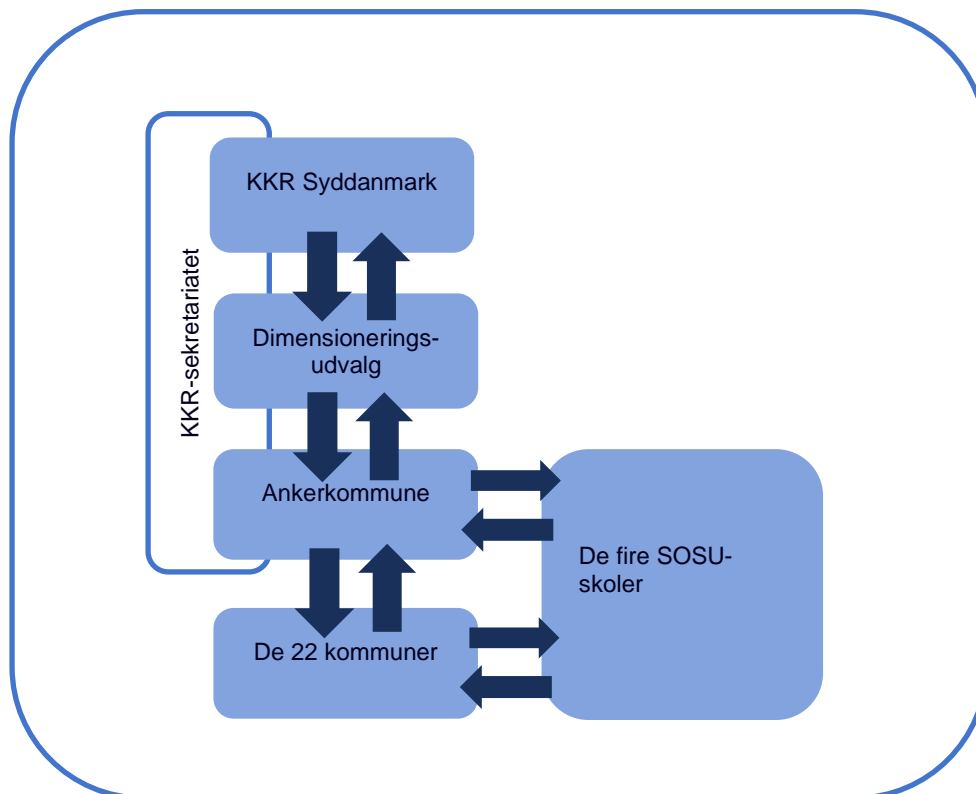 KKR Syddanmark
KKR-sekretariatet
Dimensionerings-
udvalg
Ankerkommune
De fire SOSU-
skoler
De 22 kommuner